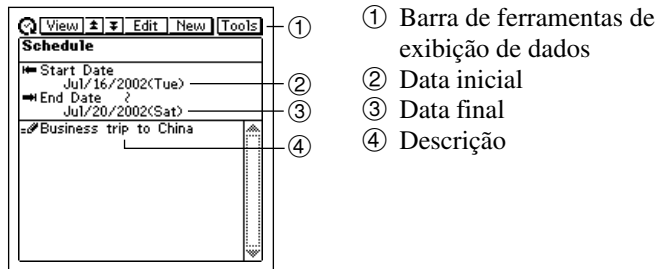 View Edit New Tools
Schedule
Start Date
Jul/16/2002(Tue)
End Date
Jul/20/2002(Sat)
Business trip to China
①
②
③
④
① Barra de ferramentas de
exibição de dados
② Data inicial
③ Data final
④ Descrição